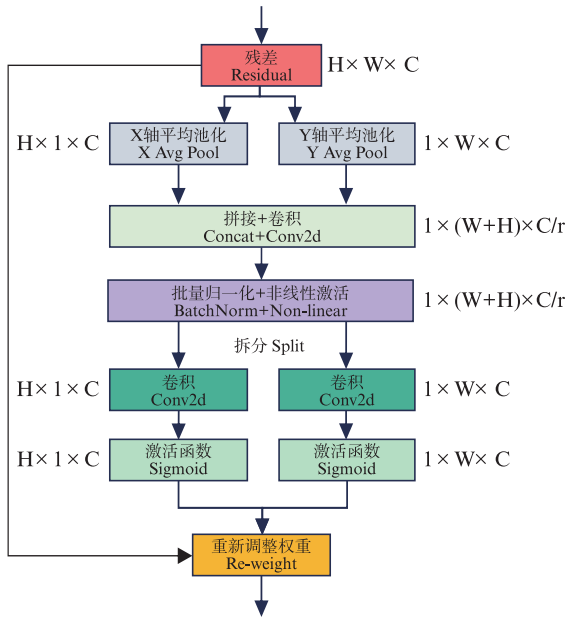 残差
Residual
H× W× C
H× 1× C
X轴平均池化
X Avg Pool
Y轴平均池化
Y Avg Pool
1× W× C
拼接+卷积
Concat+Conv2d
1× (W+H)×C/r
批量归一化+非线性激活
BatchNorm+Non-linear
1× (W+H)×C/r
拆分 Split
H× 1× C
卷积
Conv2d
卷积
Conv2d
1× W× C
H× 1× C
激活函数
Sigmoid
激活函数
Sigmoid
1× W× C
重新调整权重
Re-weight